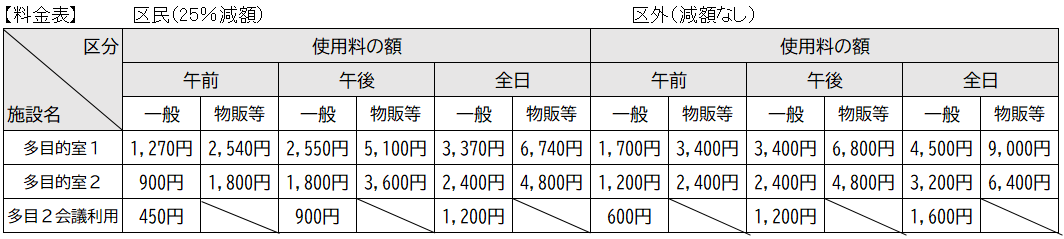 【料金表】 区民(25％減額) 区外(減額なし)
区分 使用料の額 使用料の額
午前 午後 全日 午前 午後 全日
施設名 一般 物販等 一般 物販等 一般 物販等 一般 物販等 一般 物販等 一般 物販等
多目的室１ 1,270円 2,540円 2,550円 5,100円 3,370円 6,740円 1,700円 3,400円 3,400円 6,800円 4,500円 9,000円
多目的室２ 900円 1,800円 1,800円 3,600円 2,400円 4,800円 1,200円 2,400円 2,400円 4,800円 3,200円 6,400円
多目２会議利用 450円 900円 1,200円 600円 1,200円 1,600円